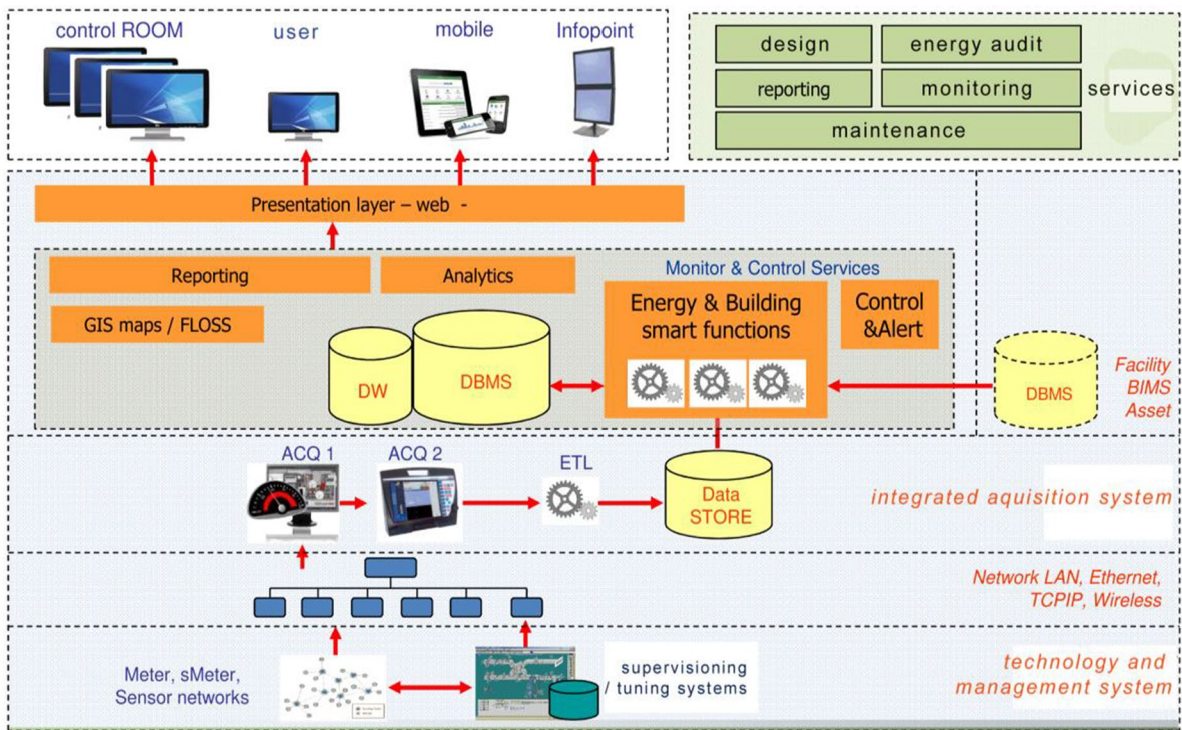 control ROOM
user
mobile
Infopoint
design
energy audit
reporting
monitoring
services
maintenance
Presentation layer – web -
Reporting
Analytics
Monitor & Control Services
GIS maps / FLOSS
Energy & Building
smart functions
Control
&Alert
DW
DBMS
DBMS
Facility
BIMS
Asset
ACQ 1
ACQ 2
ETL
Data
STORE
integrated aquisition system
Network LAN, Ethernet,
TCPIP, Wireless
Meter, sMeter,
Sensor networks
supervisioning
/ tuning systems
technology and
management system